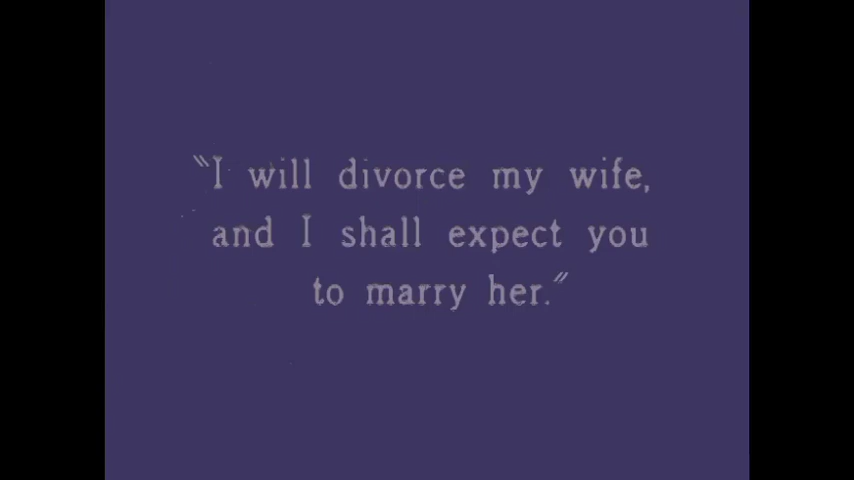 "I will divorce my wife,
and I shall expect you
to marry her."